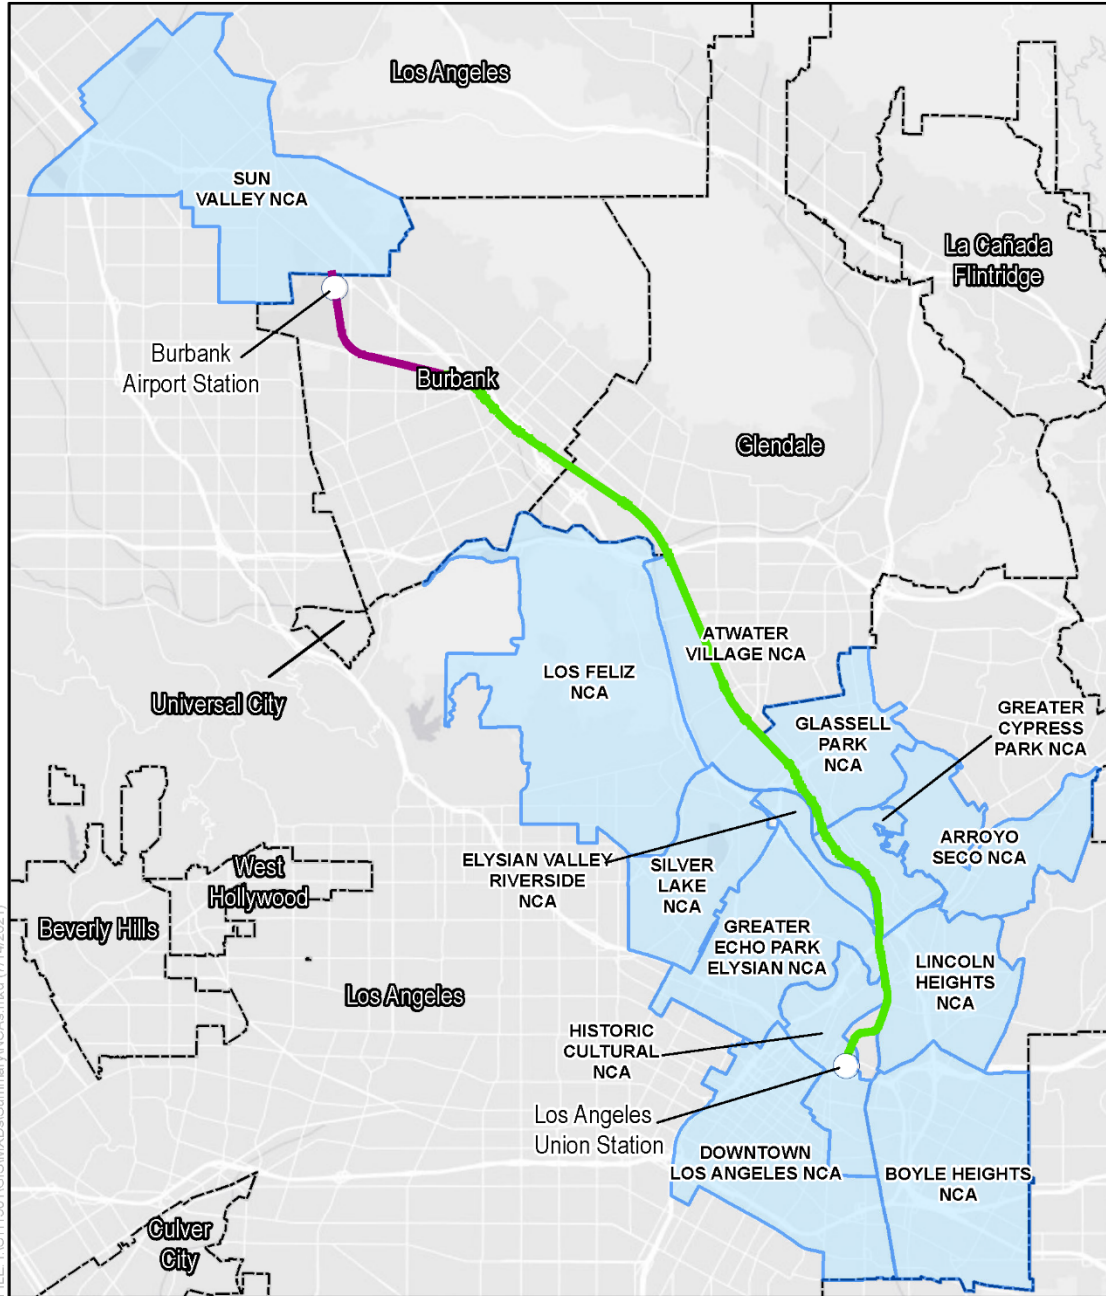 Los Angeles
SUN
VALLEY NCA
La Cañada
Flintridge
Burbank
Airport Station
Burbank
Glendale
ATWATER
VILLAGE NCA
LOS FELIZ
NCA
Universal City
GLASSELL
PARK
NCA
GREATER
CYPRESS
PARK NCA
ARROYO
SECO NCA
ELYSIAN VALLEY
RIVERSIDE
NCA
SILVER
LAKE
NCA
West
Hollywood
Beverly Hills
GREATER
ECHO PARK
ELYSIAN NCA
LINCOLN
HEIGHTS
NCA
Los Angeles
HISTORIC
CULTURAL
NCA
Los Angeles
Union Station
DOWNTOWN
LOS ANGELES NCA
BOYLE HEIGHTS
NCA
Culver
City